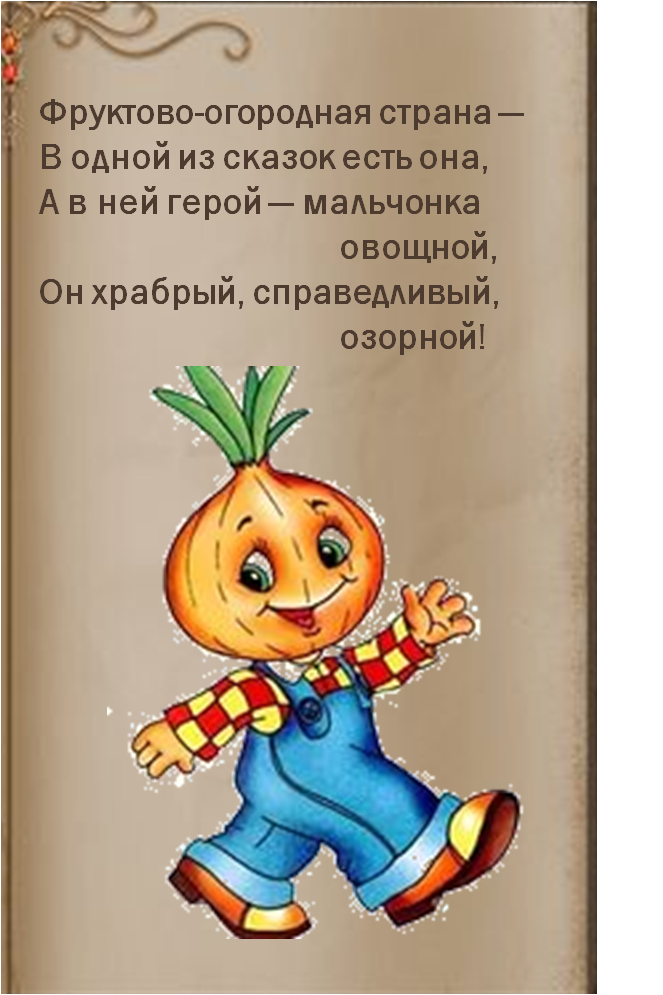 Фруктово-огородная страна —
В одной из сказок есть она,
А в ней герой — мальчонка
овощной,
Он храбрый, справедливый,
озорной!